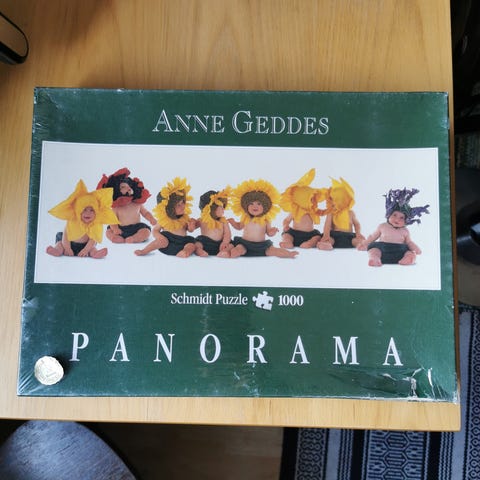 ANNE GEDDES
Schmidt Puzzle 1000
PANORAMA